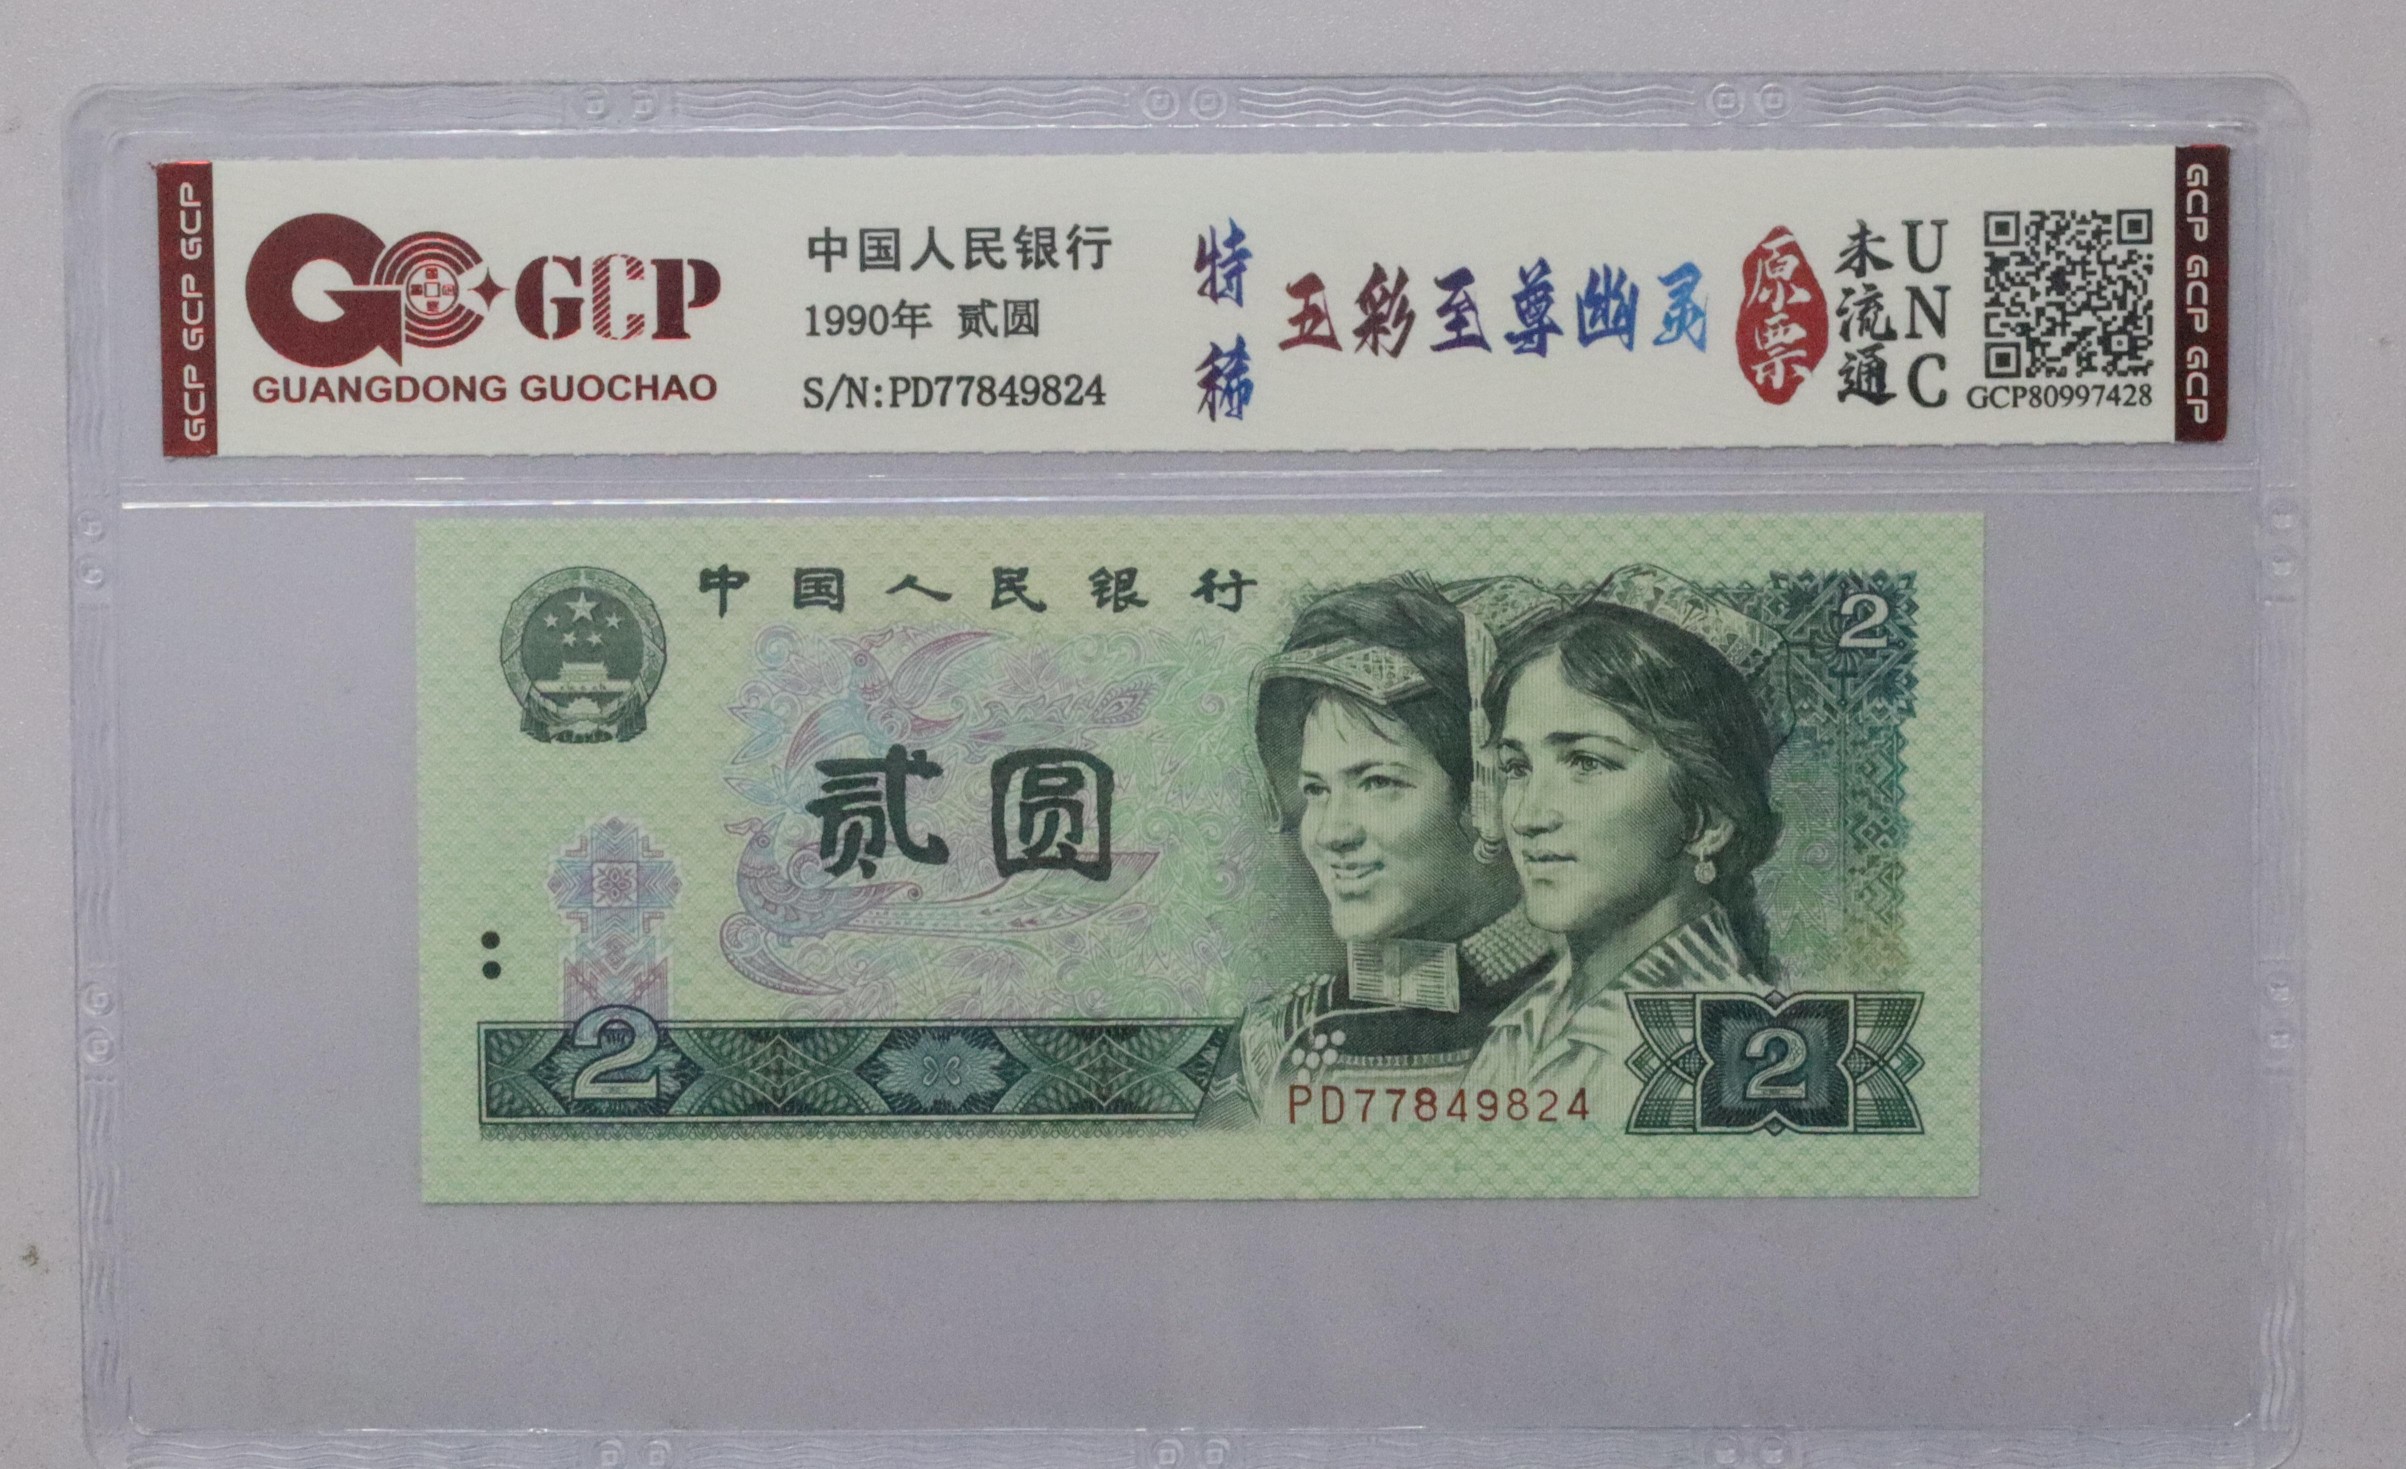 GCP GCP GCP
GCP
GUANGDONG GUOCHAO
中国人民银行
1990年 贰圆
S/N:PD77849824
特稀
五彩至尊幽灵
原票
未流通
UNC
GCP80997428
GCP GCP GCP
中国人民银行
2
贰圆
2
2
PD77849824